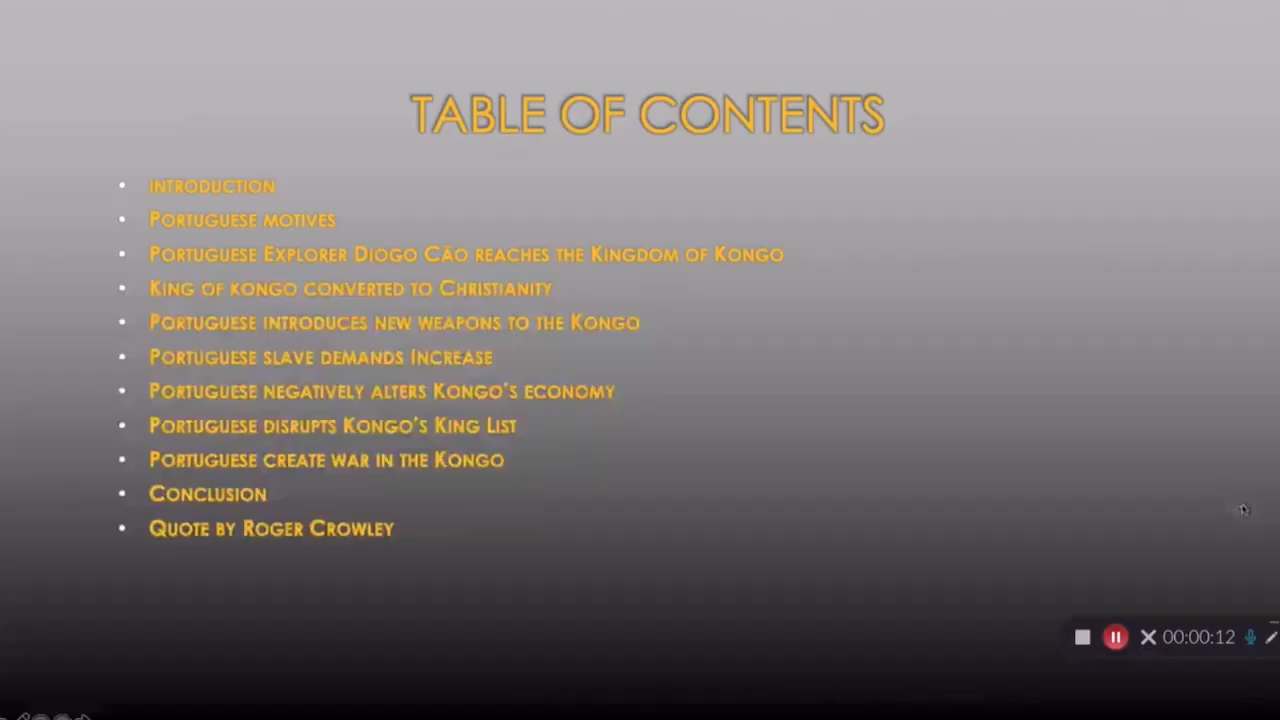 TABLE OF CONTENTS
• INTRODUCTION
• PORTUGUESE MOTIVES
• PORTUGUESE EXPLORER DIOGO CÃO REACHES THE KINGDOM OF KONGO
• KING OF KONGO CONVERTED TO CHRISTIANITY
• PORTUGUESE INTRODUCES NEW WEAPONS TO THE KONGO
• PORTUGUESE SLAVE DEMANDS INCREASE
• PORTUGUESE NEGATIVELY ALTERS KONGO'S ECONOMY
• PORTUGUESE DISRUPTS KONGO'S KING LIST
• PORTUGUESE CREATE WAR IN THE KONGO
• CONCLUSION
• QUOTE BY ROGER CROWLEY
00:00:12